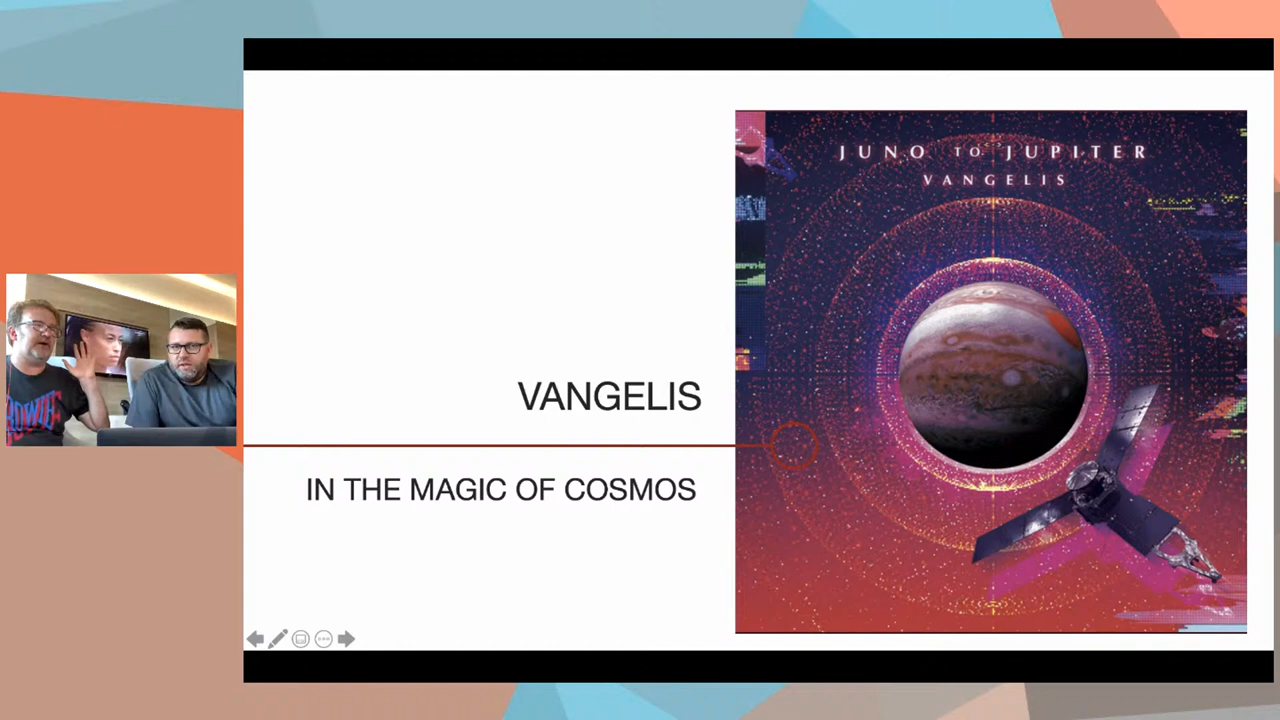 JUNO TO JUPITER
VANGELIS
VANGELIS
IN THE MAGIC OF COSMOS